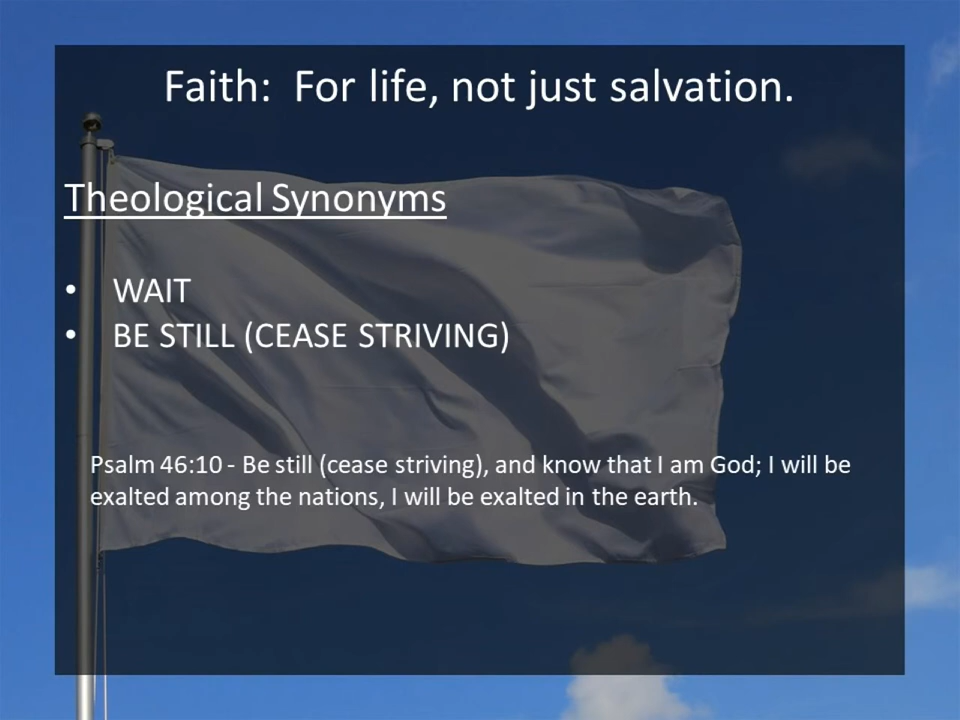 Faith:  For life, not just salvation.
Theological Synonyms
• WAIT
• BE STILL (CEASE STRIVING)
Psalm 46:10 - Be still (cease striving), and know that I am God; I will be
exalted among the nations, I will be exalted in the earth.